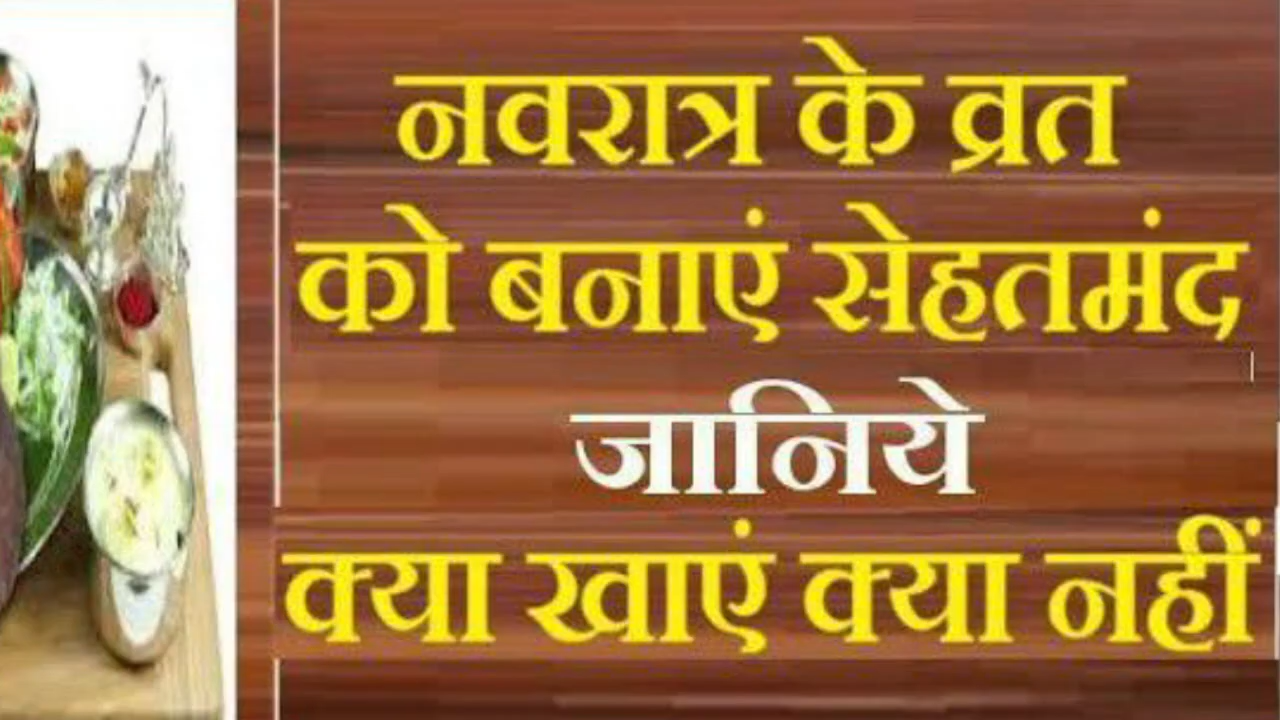 नवरात्र के व्रत
को बनाएं सेहतमंद
जानिये
क्या खाएं क्या नहीं